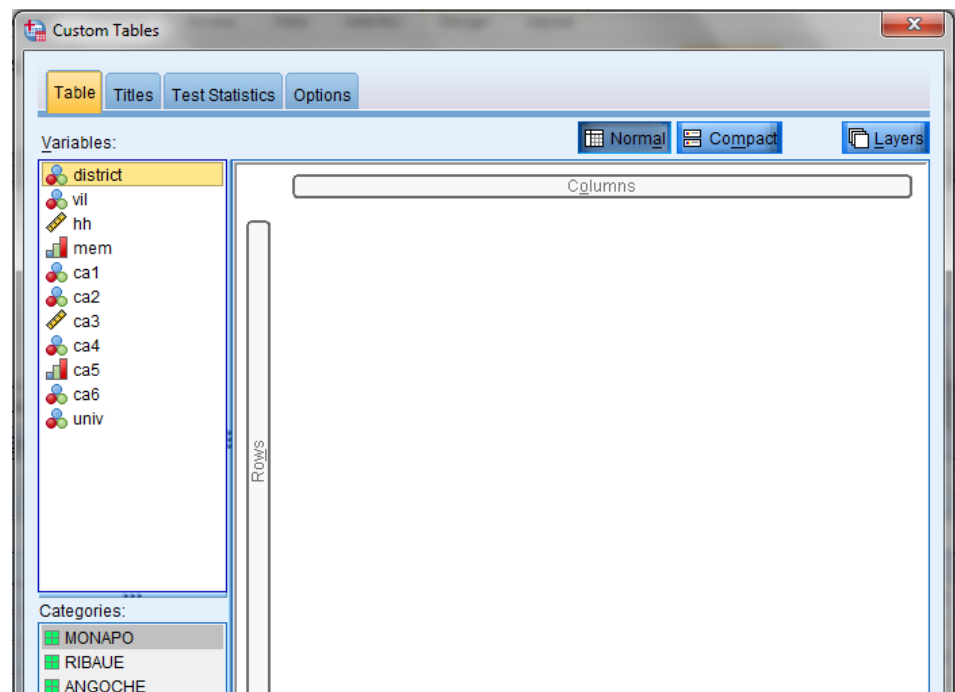 Custom Tables
Table Titles Test Statistics Options
Variables:
Normal Compact Layers
district
vil
hh
mem
ca1
ca2
ca3
ca4
ca5
ca6
univ
Columns
Rows
Categories:
MONAPO
RIBAUE
ANGOCHE